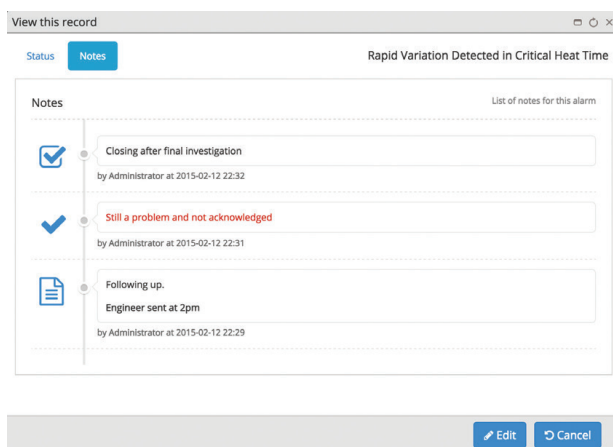 View this record
Status
Notes
Rapid Variation Detected in Critical Heat Time
Notes
List of notes for this alarm
Closing after final investigation
by Administrator at 2015-02-12 22:32
Still a problem and not acknowledged
by Administrator at 2015-02-12 22:31
Following up.
Engineer sent at 2pm
by Administrator at 2015-02-12 22:29
Edit
Cancel